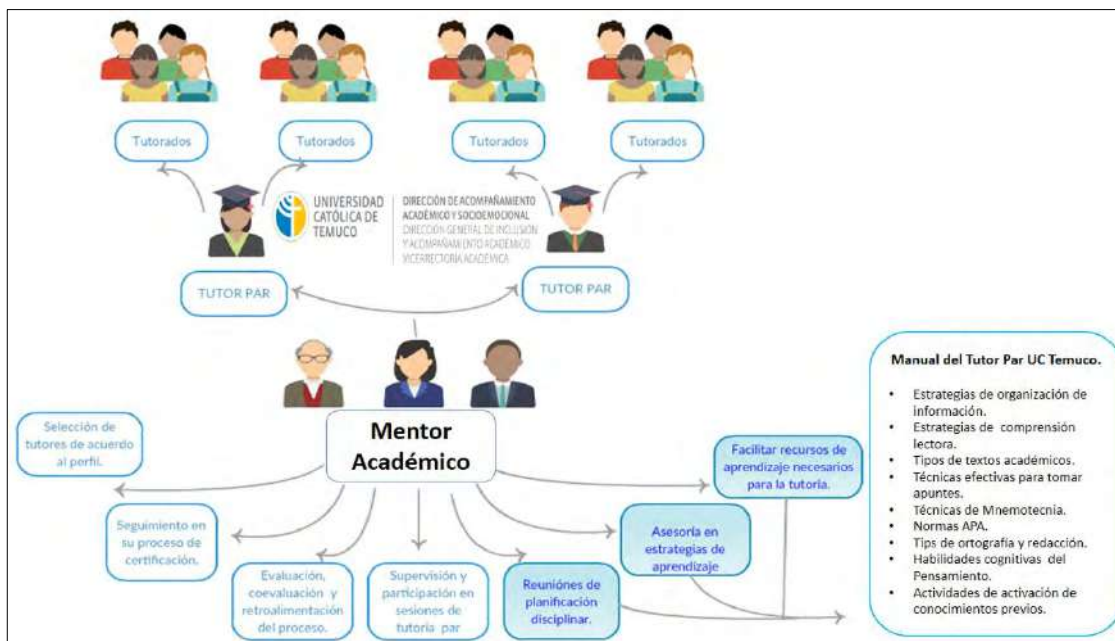 Tutorados
Tutorados
Tutorados
Tutorados
UNIVERSIDAD
CATÓLICA DE
TEMUCO
DIRECCIÓN DE ACOMPAÑAMIENTO
ACADÉMICO Y SOCIOEMOCIONAL
DIRECCIÓN GENERAL DE INCLUSIÓN
Y ACOMPAÑAMIENTO ACADÉMICO
VICERRECTORÍA ACADÉMICA
TUTOR PAR
TUTOR PAR
Mentor
Académico
Selección de
tutores de acuerdo
al perfil.
Seguimiento en
su proceso de
certificación.
Evaluación,
coevaluación y
retroalimentación
del proceso.
Supervisión y
participación en
sesiones de
tutoría par
Reuniónes de
planificación
disciplinar.
Asesoría en
estrategias de
aprendizaje
Facilitar recursos de
aprendizaje necesarios
para la tutoría.
Manual del Tutor Par UC Temuco.
• Estrategias de organización de
información.
• Estrategias de comprensión
lectora.
• Tipos de textos académicos.
• Técnicas efectivas para tomar
apuntes.
• Técnicas de Mnemotecnia.
• Normas APA.
• Tips de ortografía y redacción.
• Habilidades cognitivas del
Pensamiento.
• Actividades de activación de
conocimientos previos.